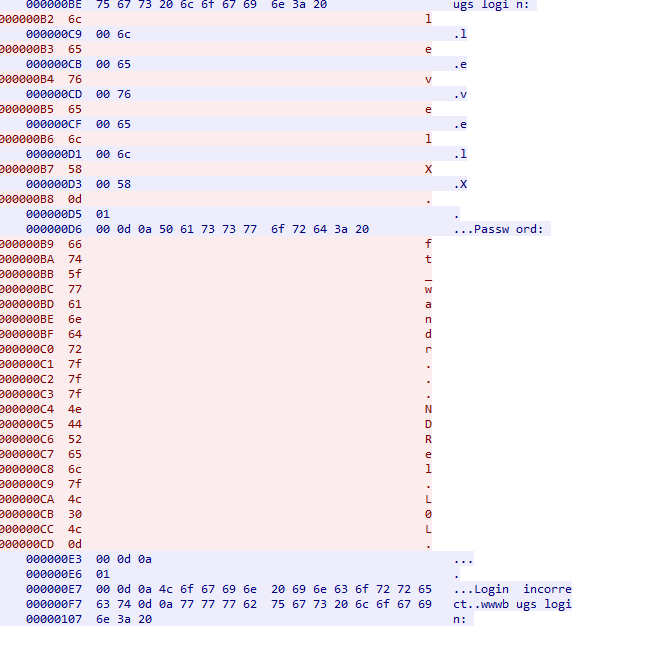 000000BE 75 67 73 20 6c 6f 67 69 6e 3a 20 ugs logi n:
000000B2 6c l
000000C9 00 6c .l
000000B3 65 e
000000CB 00 65 .e
000000B4 76 v
000000CD 00 76 .v
000000B5 65 e
000000CF 00 65 .e
000000B6 6c l
000000D1 00 6c .l
000000B7 58 X
000000D3 00 58 .X
000000B8 0d .
000000D5 01 .
000000D6 00 0d 0a 50 61 73 73 77 6f 72 64 3a 20 ...Passw ord:
000000B9 66 f
000000BA 74 t
000000BB 5f _
000000BC 77 w
000000BD 61 a
000000BE 6e n
000000BF 64 d
000000C0 72 r
000000C1 7f .
000000C2 7f .
000000C3 7f .
000000C4 4e N
000000C5 44 D
000000C6 52 R
000000C7 65 e
000000C8 6c l
000000C9 7f .
000000CA 4c L
000000CB 30 0
000000CC 4c L
000000CD 0d .
000000E3 00 0d 0a ...
000000E6 01 .
000000E7 00 0d 0a 4c 6f 67 69 6e 20 69 6e 63 6f 72 72 65 ...Login incorre
000000F7 63 74 0d 0a 77 77 77 62 75 67 73 20 6c 6f 67 69 ct..wwwb ugs logi
00000107 6e 3a 20 n: